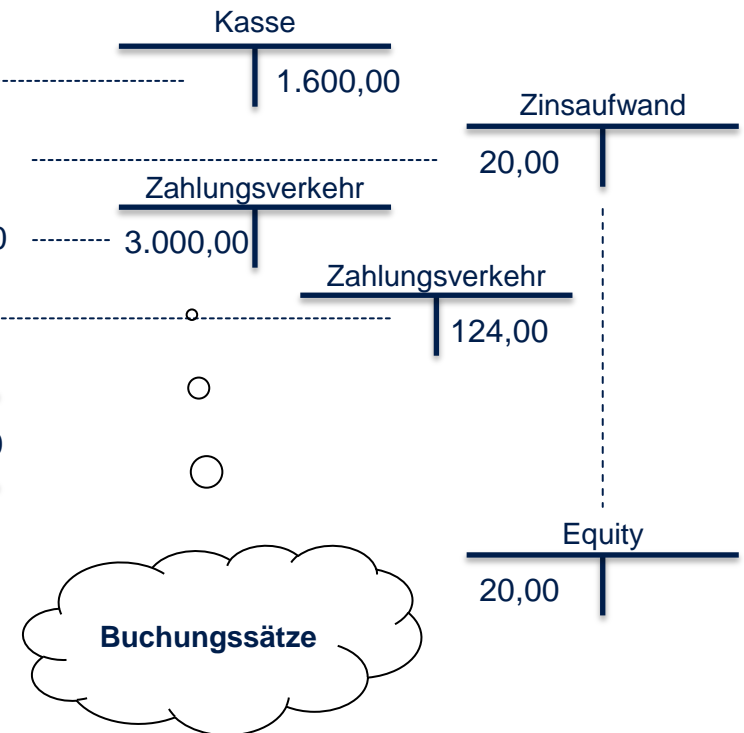 Kasse
1.600,00
Zinsaufwand
20,00
Zahlungsverkehr
3.000,00
Zahlungsverkehr
124,00
Equity
20,00
Buchungssätze